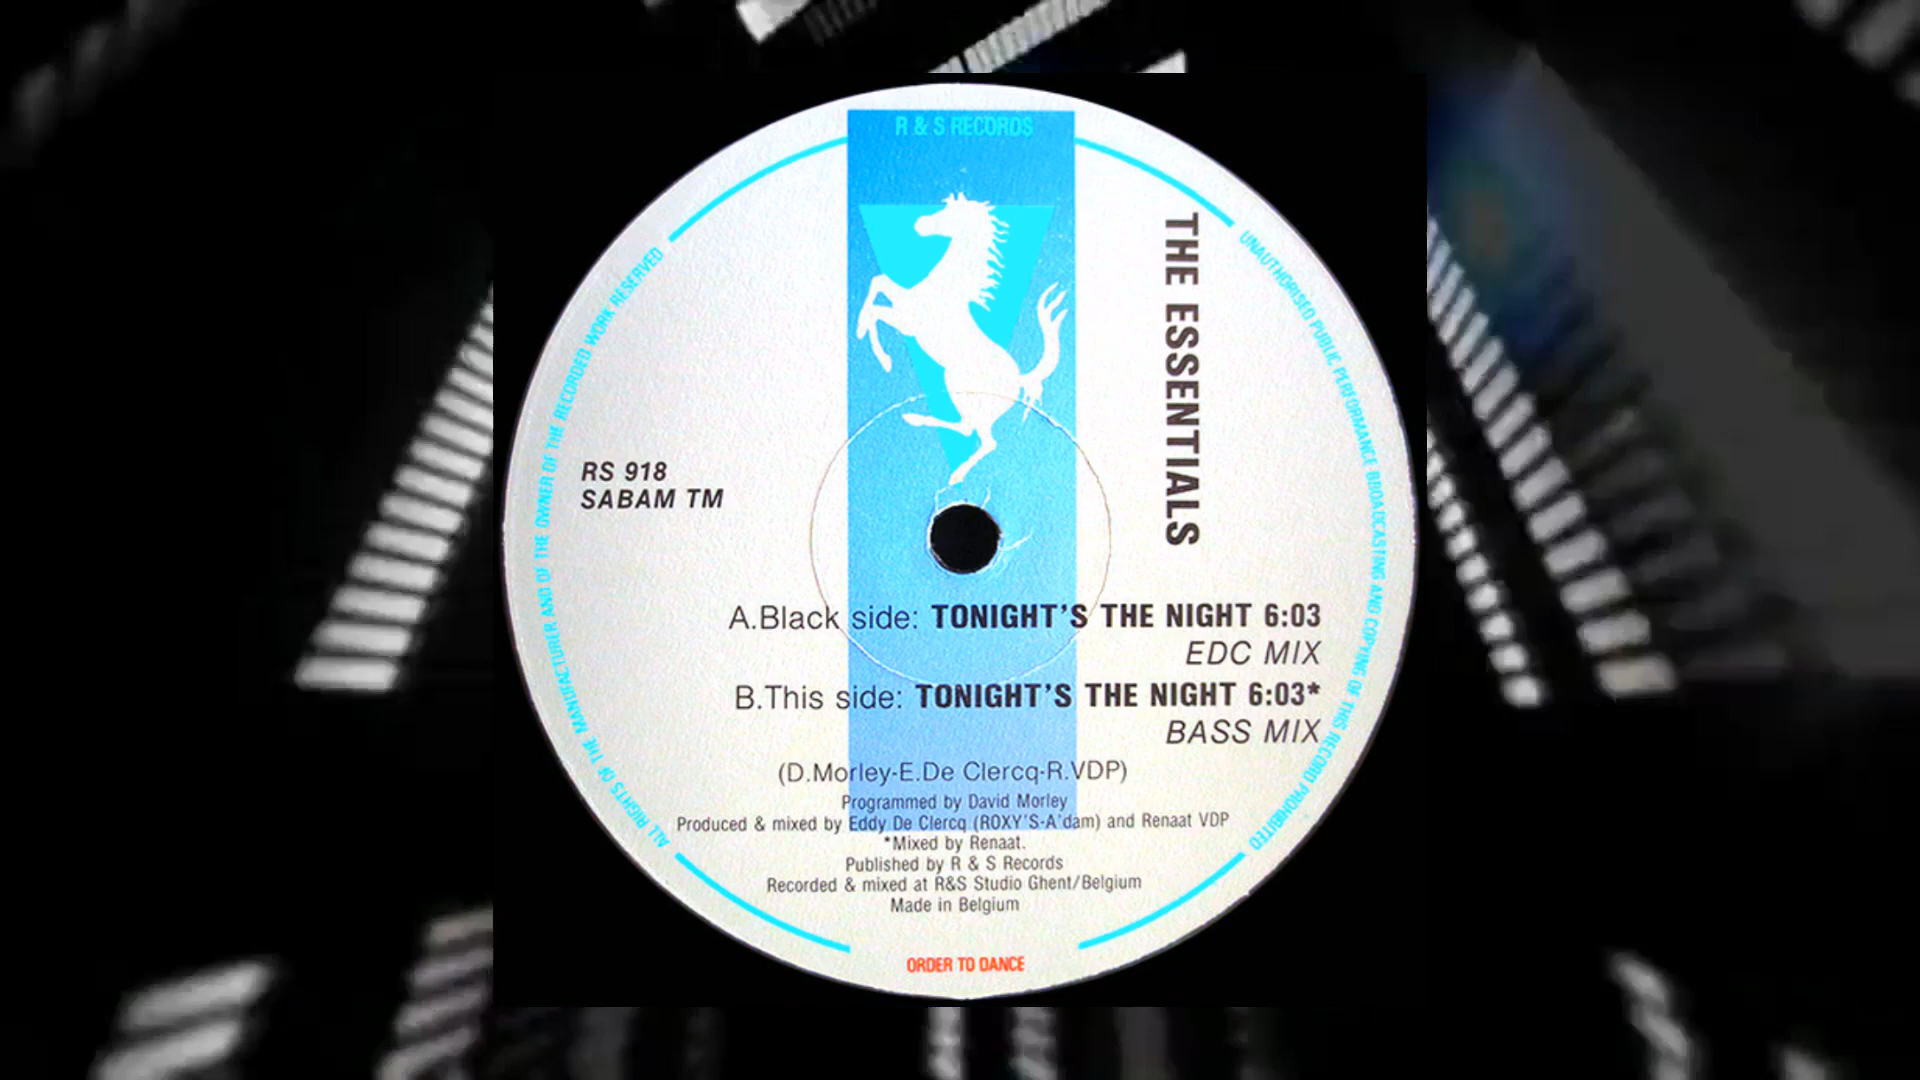 R & S RECORDS
THE ESSENTIALS
RS 918
SABAM TM
A.Black side: TONIGHT'S THE NIGHT 6:03
EDC MIX
B.This side: TONIGHT'S THE NIGHT 6:03*
BASS MIX
(D.Morley-E.De Clercq-R.VDP)
Programmed by David Morley
Produced & mixed by Eddy De Clercq (ROXY'S-A'dam) and Renaat VDP
*Mixed by Renaat.
Published by R & S Records
Recorded & mixed at R&S Studio Ghent/Belgium
Made in Belgium
ORDER TO DANCE
ALL RIGHTS OF THE MANUFACTURER AND OF THE OWNER OF THE RECORDED WORK RESERVED
UNAUTHORISED PUBLIC PERFORMANCE BROADCASTING AND COPYING OF THIS RECORD PROHIBITED